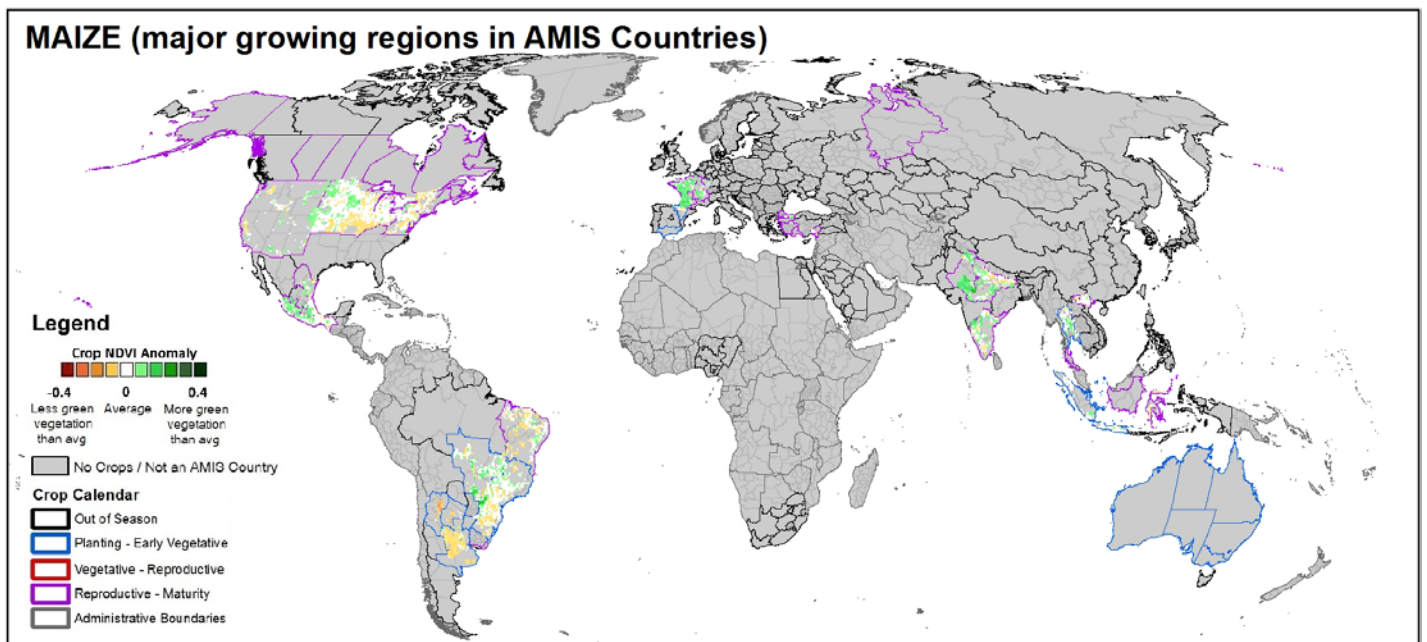 MAIZE (major growing regions in AMIS Countries)
Legend
Crop NDVI Anomaly
-0.4 0 0.4
Less green vegetation than avg
Average
More green vegetation than avg
No Crops / Not an AMIS Country
Crop Calendar
Out of Season
Planting - Early Vegetative
Vegetative - Reproductive
Reproductive - Maturity
Administrative Boundaries